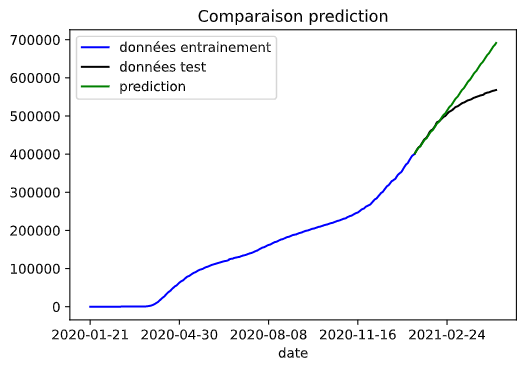 Comparaison prediction
données entrainement
données test
prediction
700000
600000
500000
400000
300000
200000
100000
0
2020-01-21 2020-04-30 2020-08-08 2020-11-16 2021-02-24
date